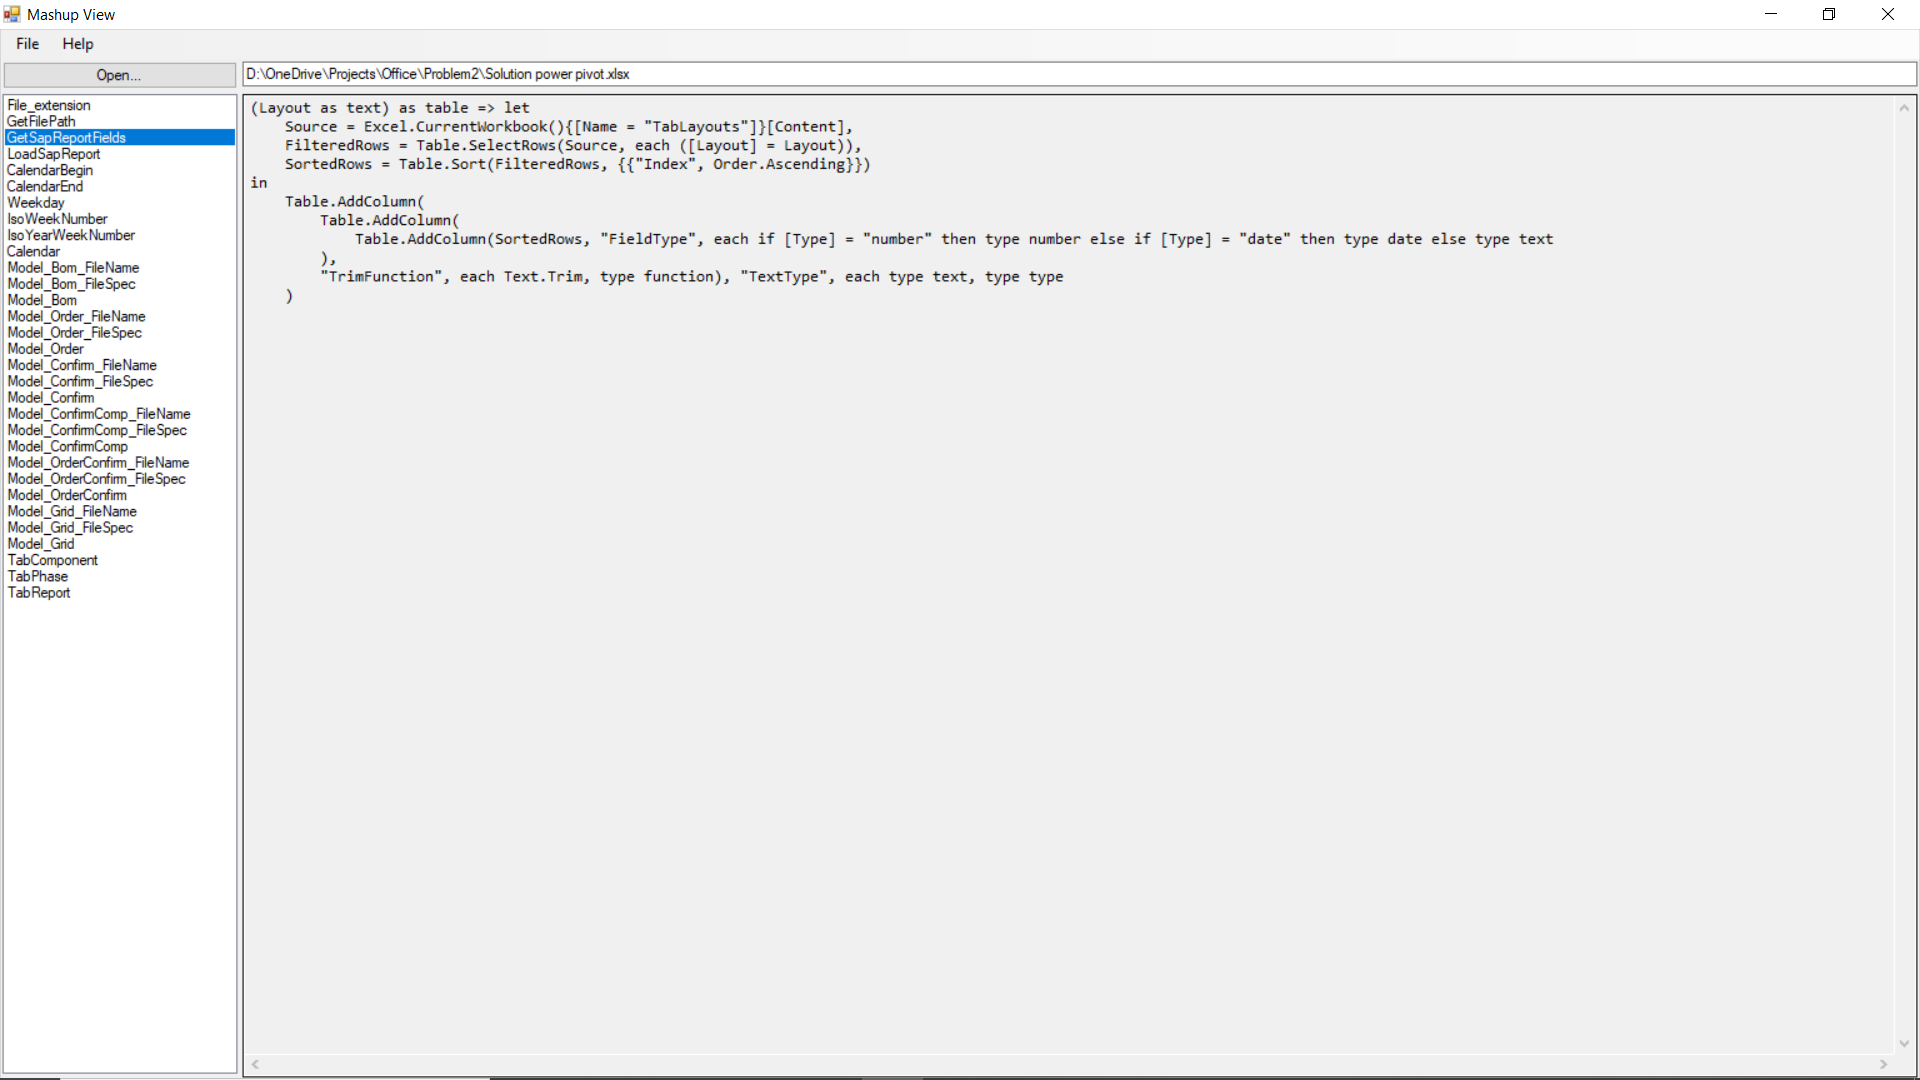 Mashup View
File Help
Open... D:\OneDrive\Projects\Office\Problem2\Solution power pivot.xlsx
File_extension
GetFilePath
GetSapReportFields
LoadSapReport
CalendarBegin
CalendarEnd
Weekday
IsoWeekNumber
IsoYearWeekNumber
Calendar
Model_Bom_FileName
Model_Bom_FileSpec
Model_Bom
Model_Order_FileName
Model_Order_FileSpec
Model_Order
Model_Confirm_FileName
Model_Confirm_FileSpec
Model_Confirm
Model_ConfirmComp_FileName
Model_ConfirmComp_FileSpec
Model_ConfirmComp
Model_OrderConfirm_FileName
Model_OrderConfirm_FileSpec
Model_OrderConfirm
Model_Grid_FileName
Model_Grid_FileSpec
Model_Grid
TabComponent
TabPhase
TabReport
(Layout as text) as table => let
    Source = Excel.CurrentWorkbook(){[Name = "TabLayouts"]}[Content],
    FilteredRows = Table.SelectRows(Source, each ([Layout] = Layout)),
    SortedRows = Table.Sort(FilteredRows, {{"Index", Order.Ascending}})
in
    Table.AddColumn(
        Table.AddColumn(
            Table.AddColumn(SortedRows, "FieldType", each if [Type] = "number" then type number else if [Type] = "date" then type date else type text
        ),
        "TrimFunction", each Text.Trim, type function), "TextType", each type text, type type
    )